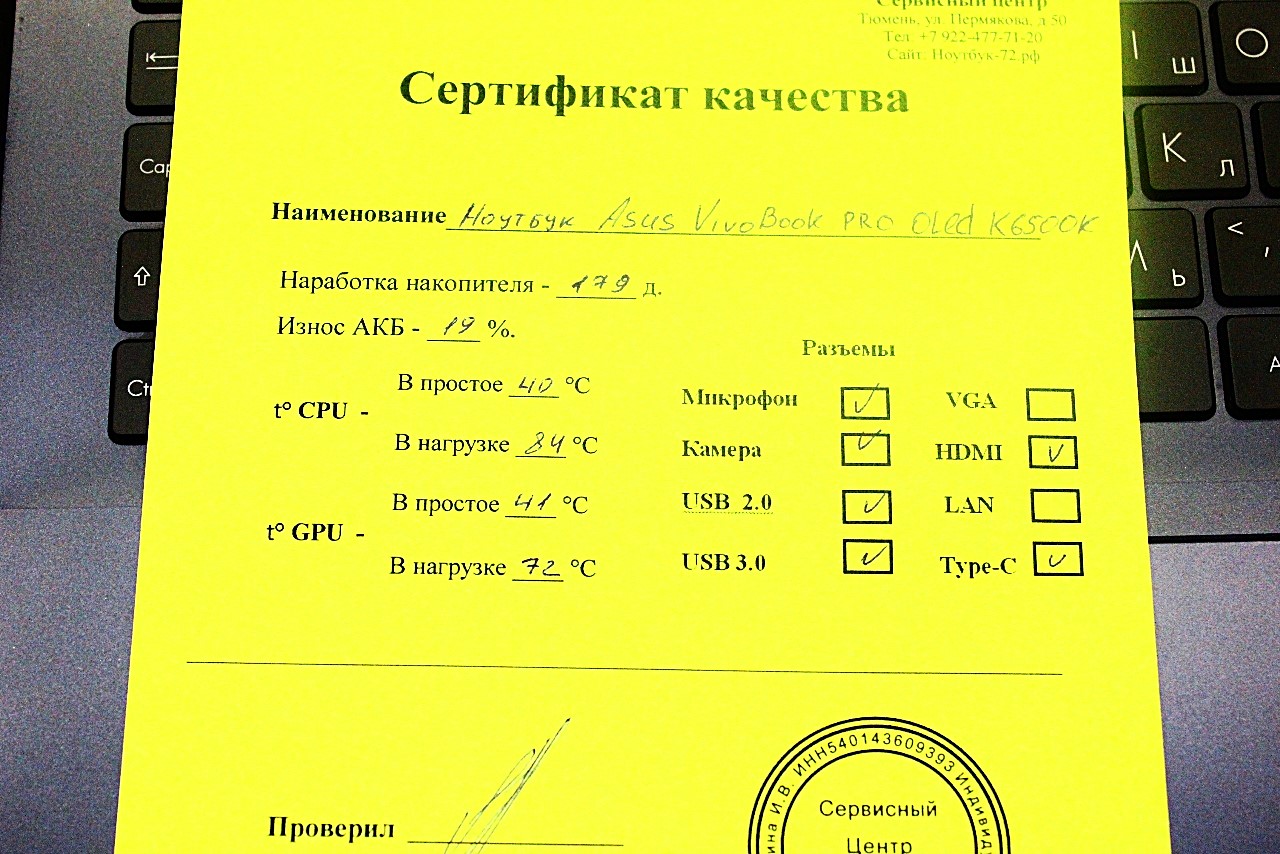 Сервисный центр
Тюмень, ул. Пермякова, д 50
Тел: +7 922-477-71-20
Сайт: Ноутбук-72.рф
Сертификат качества
Наименование Ноутбук Asus VivoBook PRO OLed K6500K
Наработка накопителя - 179 д.
Износ АКБ - 19 %.
t° CPU -
В простое 40 °C
В нагрузке 84 °C
t° GPU -
В простое 41 °C
В нагрузке 72 °C
Разъемы
Микрофон ✓ VGA
Камера ✓ HDMI ✓
USB 2.0 ✓ LAN
USB 3.0 ✓ Type-C ✓
Проверил
И.В. ИНН540143609393
Сервисный
Центр
Ш
О
Cap
К
Л
Ь
<